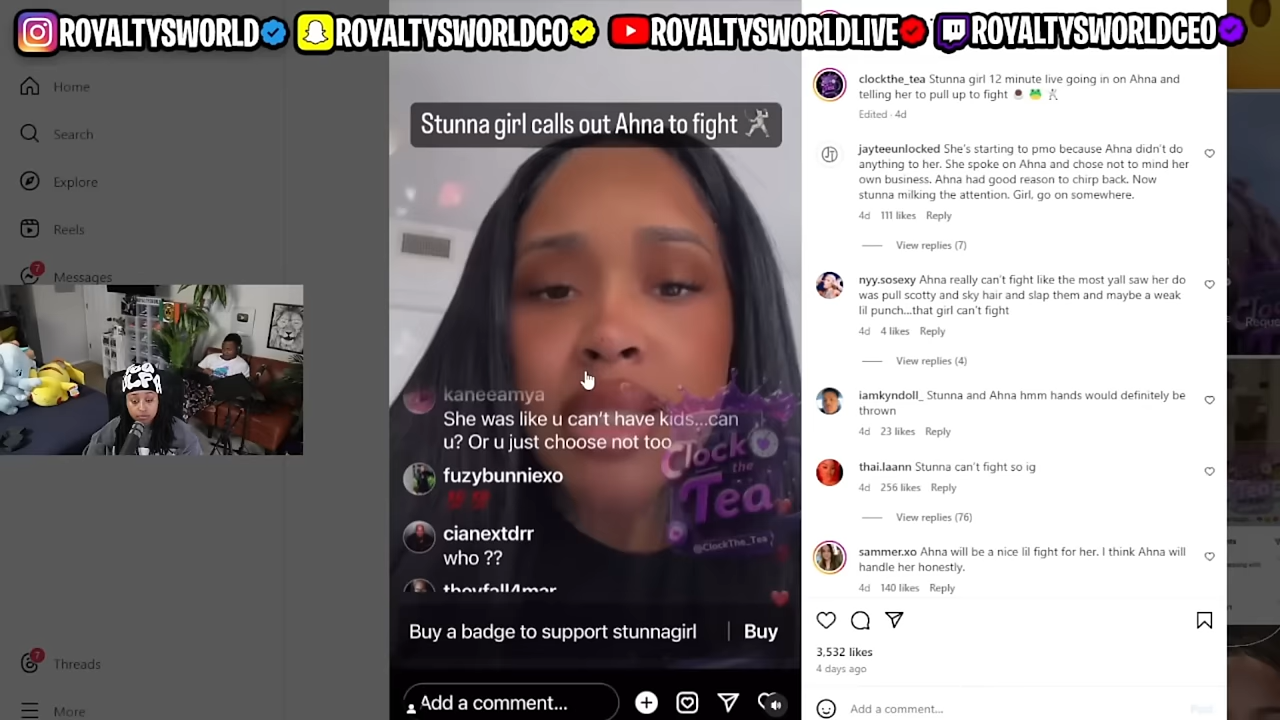 ROYALTYSWORLD
ROYALTYSWORLDCO
ROYALTYSWORLDLIVE
ROYALTYSWORLDCEO
Home
Search
Explore
Reels
7
Messages
7
Threads
More
Stunna girl calls out Ahna to fight
kaneeamya
She was like u can't have kids...can
u? Or u just choose not too
fuzybunniexo
cianextdrr
who ??
theyfall4mar
Clock
the
Tea
@ClockThe_Tea
Buy a badge to support stunnagirl
Buy
Add a comment...
clockthe_tea Stunna girl 12 minute live going in on Ahna and
telling her to pull up to fight
Edited · 4d
jayteeunlocked She's starting to pmo because Ahna didn't do
anything to her. She spoke on Ahna and chose not to mind her
own business. Ahna had good reason to chirp back. Now
stunna milking the attention. Girl, go on somewhere.
4d 111 likes Reply
View replies (7)
nyy.sosexy Ahna really can't fight like the most yall saw her do
was pull scotty and sky hair and slap them and maybe a weak
lil punch...that girl can't fight
4d 4 likes Reply
View replies (4)
iamkyndoll_ Stunna and Ahna hmm hands would definitely be
thrown
4d 23 likes Reply
thai.laann Stunna can't fight so ig
4d 256 likes Reply
View replies (76)
sammer.xo Ahna will be a nice lil fight for her. I think Ahna will
handle her honestly.
4d 140 likes Reply
3,532 likes
4 days ago
Add a comment...
Post